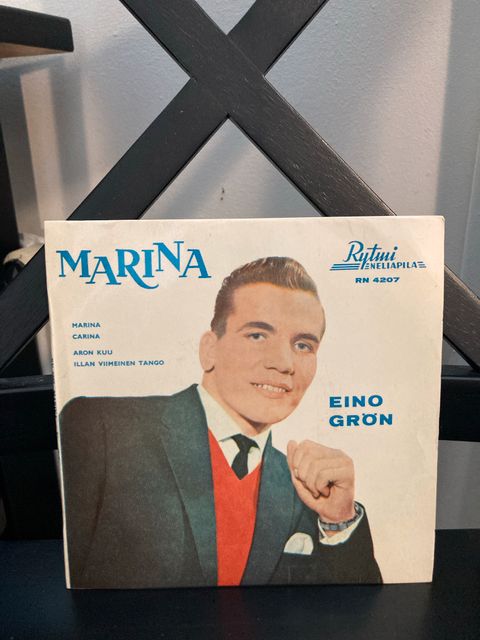 MARINA
Rytmi
NELIAPILA
RN 4207
MARINA
CARINA
ARON KUU
ILLAN VIIMEINEN TANGO
EINO
GRÖN